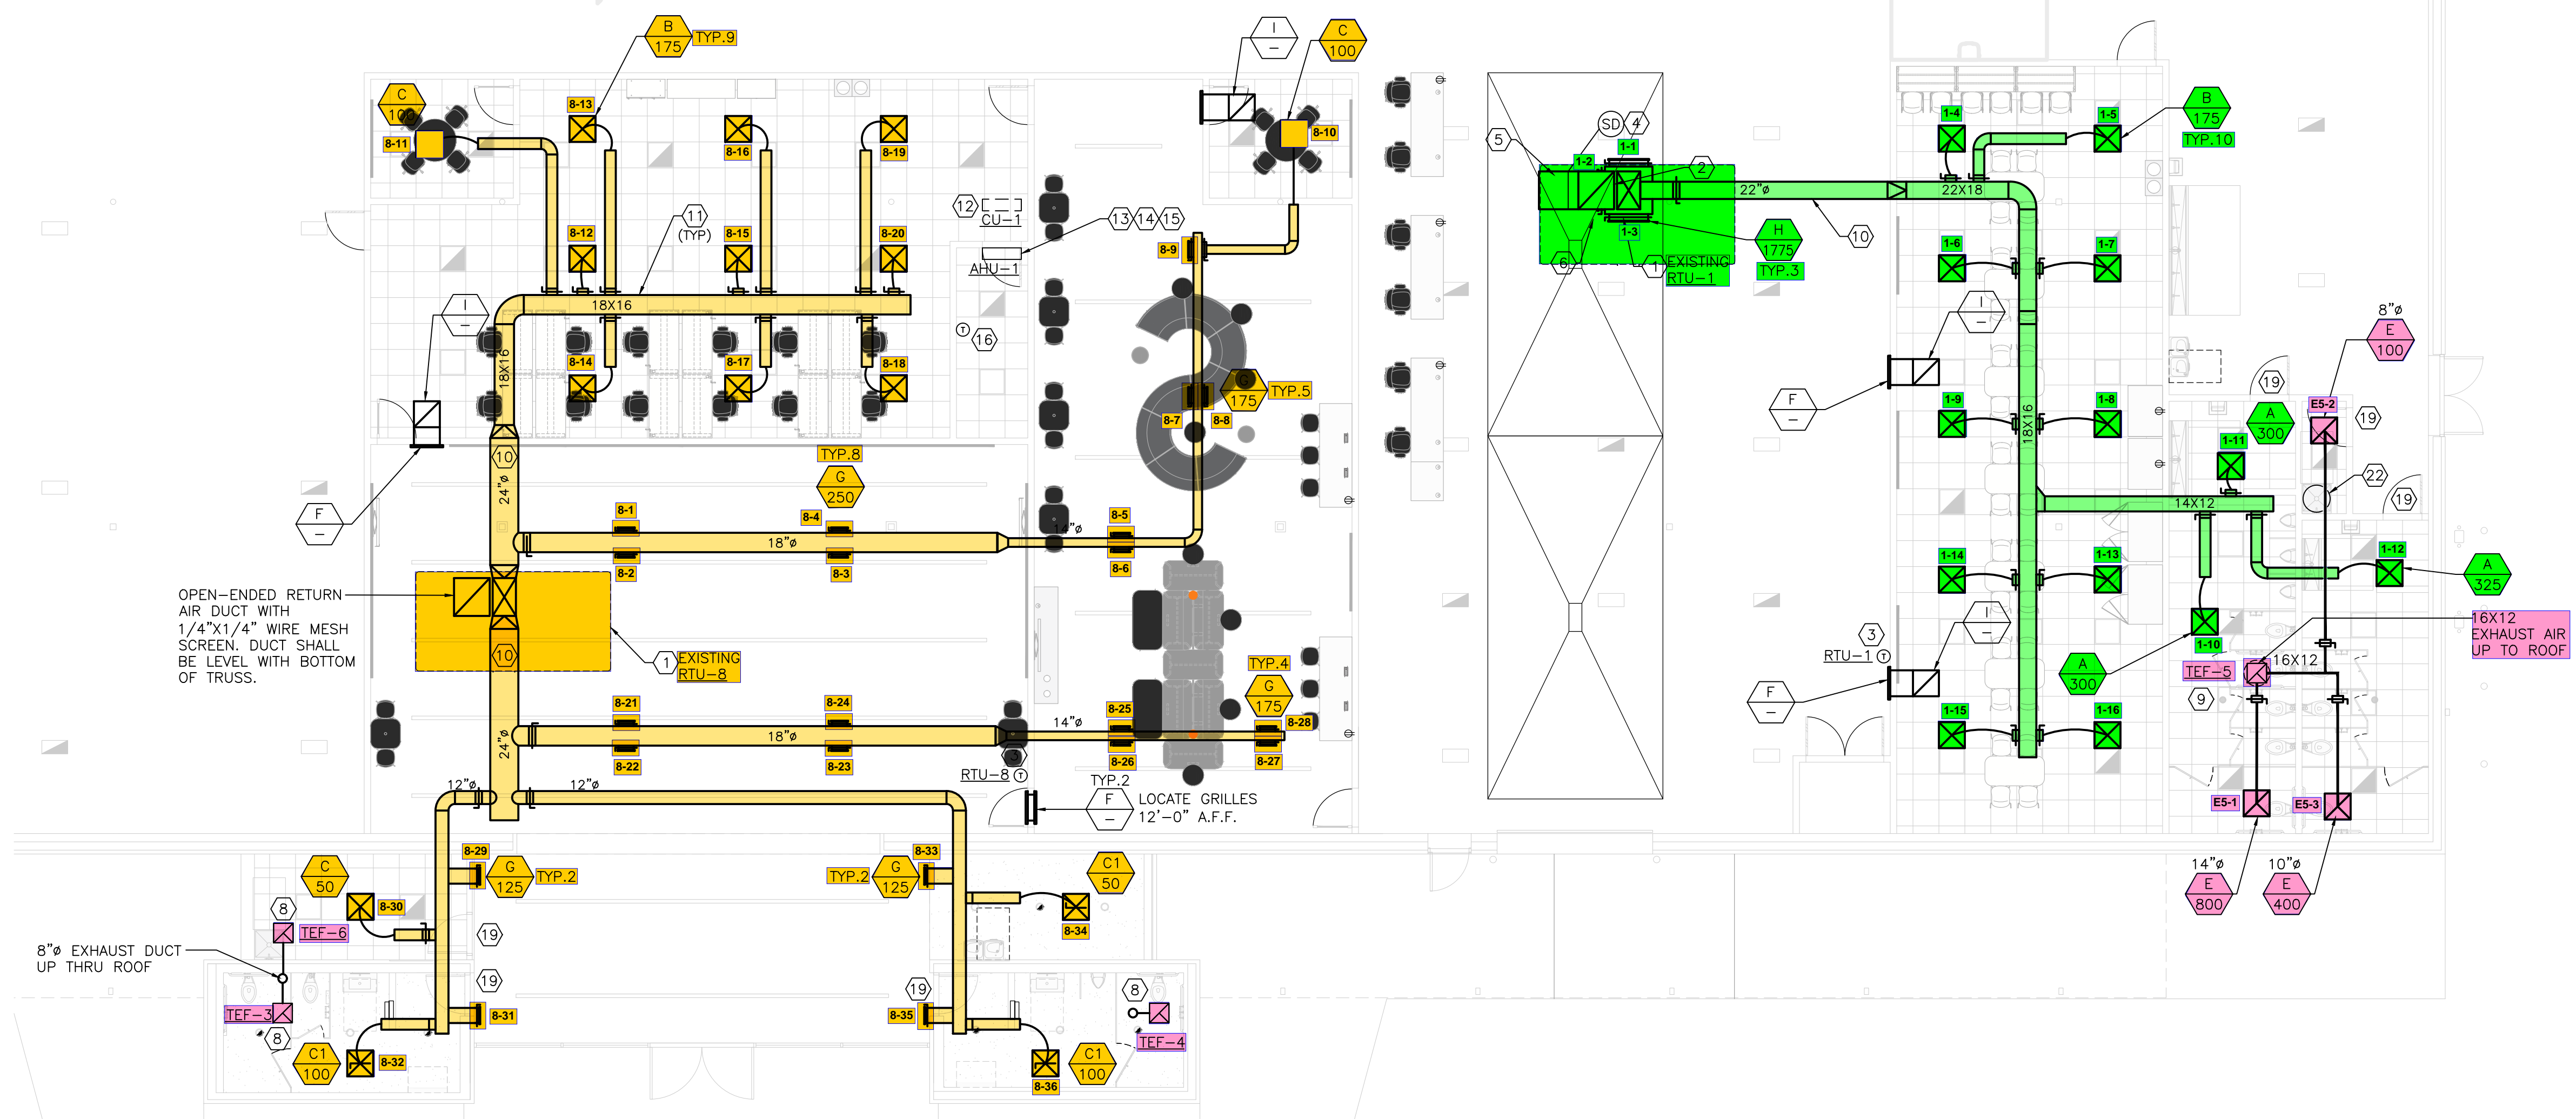 B
175
TYP.9
I
–
C
100
C
100
8-11
8-13
8-16
8-19
8-10
8-12
11
(TYP)
8-15
8-20
12
CU-1
13
14
15
AHU-1
8-9
18X16
18X16
I
–
16
T
8-14
8-17
8-18
G
175
TYP.5
8-7
8-8
10
24"ø
F
–
TYP.8
G
250
8-1
8-4
8-5
18"ø
14"ø
8-2
8-3
8-6
OPEN-ENDED RETURN
AIR DUCT WITH
1/4"X1/4" WIRE MESH
SCREEN. DUCT SHALL
BE LEVEL WITH BOTTOM
OF TRUSS.
10
1
EXISTING
RTU-8
TYP.4
G
175
8-21
8-24
8-25
8-28
24"ø
18"ø
14"ø
8-22
8-23
8-26
8-27
3
RTU-8
T
12"ø
12"ø
TYP.2
F
–
LOCATE GRILLES
12'-0" A.F.F.
8-29
G
125
TYP.2
TYP.2
G
125
8-33
C
50
8-30
C1
50
8-34
8
TEF-6
19
8"ø EXHAUST DUCT
UP THRU ROOF
19
19
8
TEF-3
8-31
8-35
TEF-4
8
C1
100
8-32
8-36
C1
100
5
SD
4
1-1
1-2
2
1-3
6
1
EXISTING
RTU-1
H
1775
TYP.3
22"ø
10
22X18
1-4
1-5
B
175
TYP.10
1-6
1-7
I
–
F
–
1-9
1-8
18X16
8"ø
E
100
19
E5-2
19
A
300
1-11
22
19
14X12
1-14
1-13
1-12
A
325
I
–
3
RTU-1
T
F
–
1-10
A
300
TEF-5
16X12
16X12
EXHAUST AIR
UP TO ROOF
9
1-15
1-16
E5-1
E5-3
14"ø
E
800
10"ø
E
400